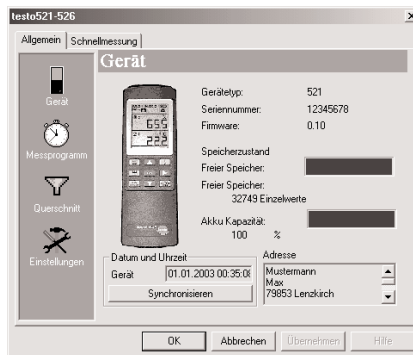 testo521-526
Allgemein Schnellmessung
Gerät
Gerät
Messprogramm
Querschnitt
Einstellungen
Gerätetyp: 521
Seriennummer: 12345678
Firmware: 0.10
Speicherzustand
Freier Speicher:
Freier Speicher:
32749 Einzelwerte
Akku Kapazität:
100 %
Datum und Uhrzeit
Gerät 01.01.2003 00:35:0
Synchronisieren
Adresse
Mustermann
Max
79853 Lenzkirch
OK Abbrechen Übernehmen Hilfe